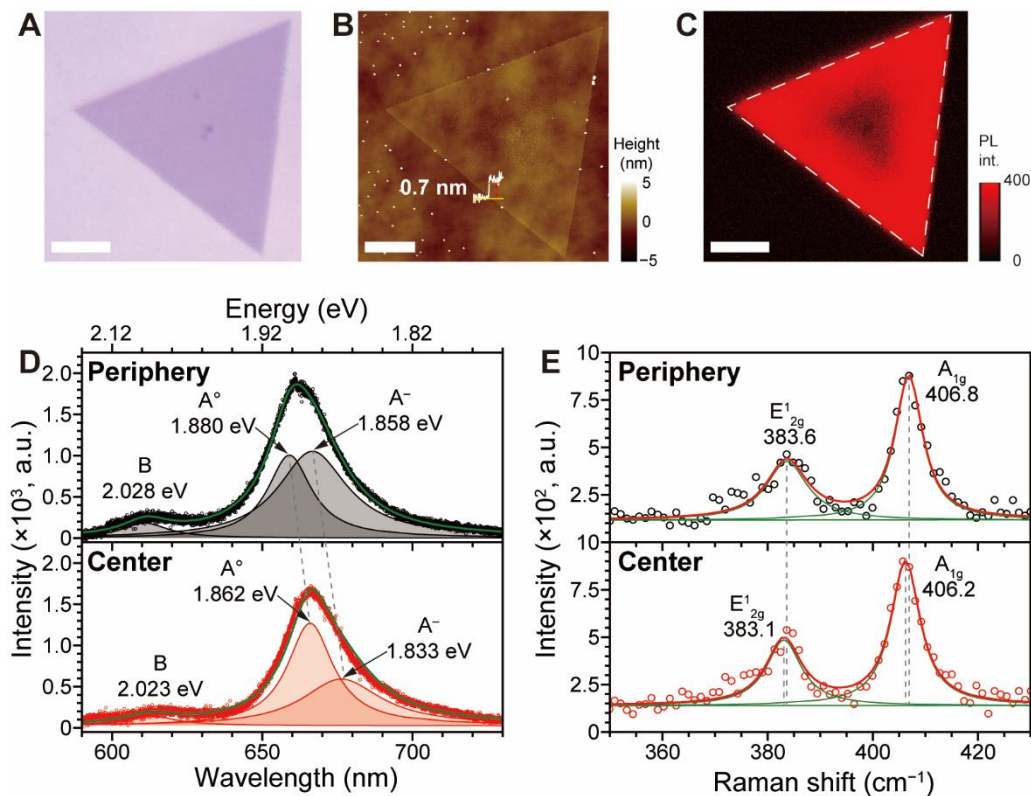 A
B
C
0.7 nm
Height
(nm)
5
0
−5
PL
int.
400
0
Energy (eV)
2.12
1.92
1.82
D
Periphery
A°
1.880 eV
A⁻
1.858 eV
B
2.028 eV
2.0
1.5
1.0
0.5
0
Center
A°
1.862 eV
A⁻
1.833 eV
B
2.023 eV
2.0
1.5
1.0
0.5
0
Intensity (×10³, a.u.)
600
650
700
Wavelength (nm)
E
Periphery
E¹₂g
383.6
A₁g
406.8
10
7.5
5
2.5
Center
E¹₂g
383.1
A₁g
406.2
10
7.5
5
2.5
0
Intensity (×10², a.u.)
360
380
400
420
Raman shift (cm⁻¹)